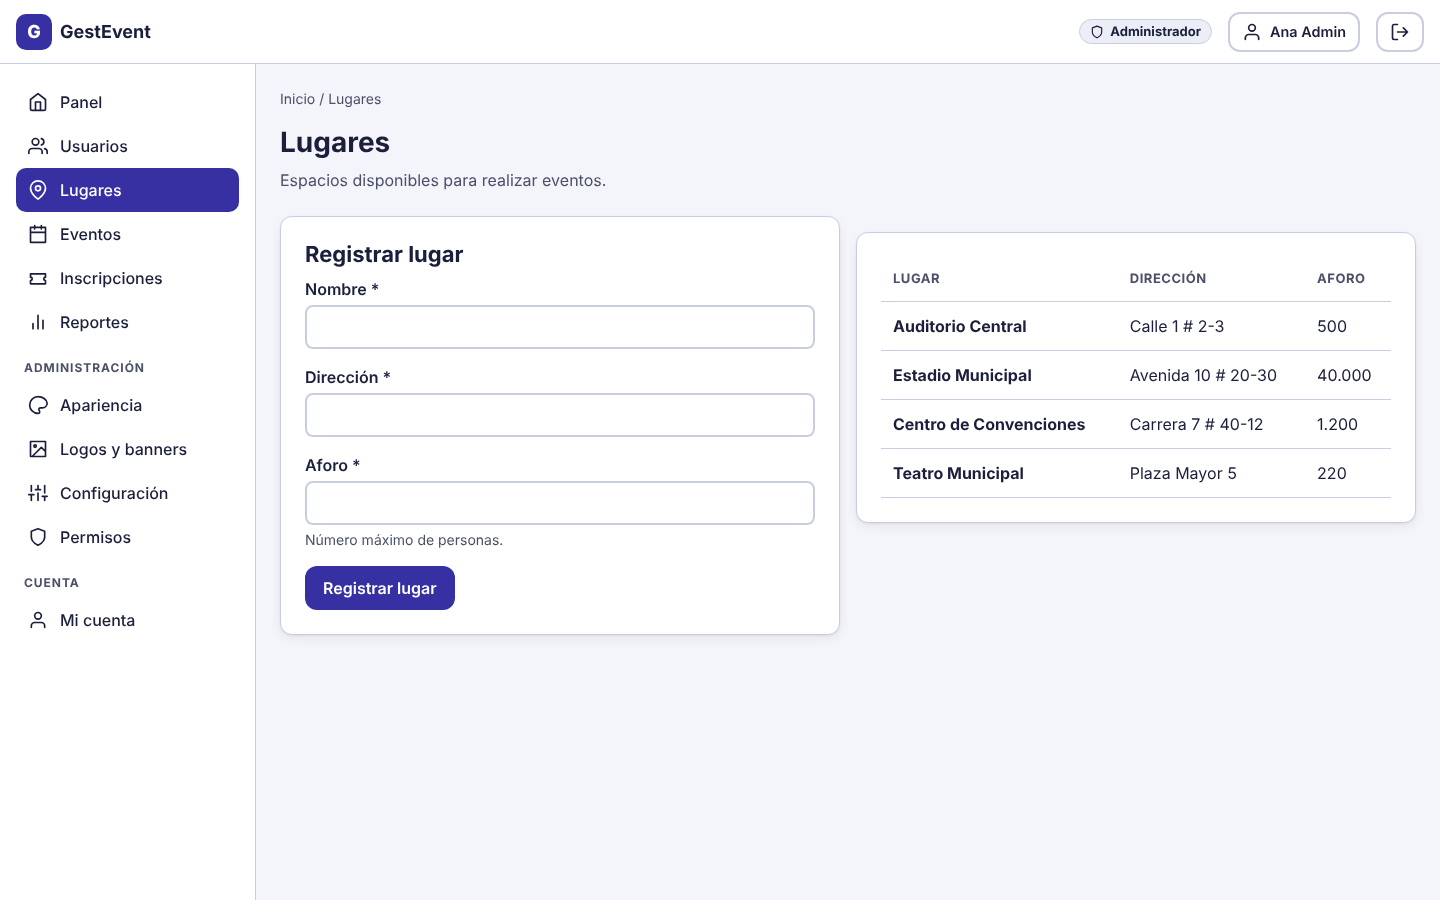 G GestEvent
Administrador
Ana Admin
Panel
Usuarios
Lugares
Eventos
Inscripciones
Reportes
ADMINISTRACIÓN
Apariencia
Logos y banners
Configuración
Permisos
CUENTA
Mi cuenta
Inicio / Lugares
Lugares
Espacios disponibles para realizar eventos.
Registrar lugar
Nombre *
Dirección *
Aforo *
Número máximo de personas.
Registrar lugar
LUGAR DIRECCIÓN AFORO
Auditorio Central Calle 1 # 2-3 500
Estadio Municipal Avenida 10 # 20-30 40.000
Centro de Convenciones Carrera 7 # 40-12 1.200
Teatro Municipal Plaza Mayor 5 220